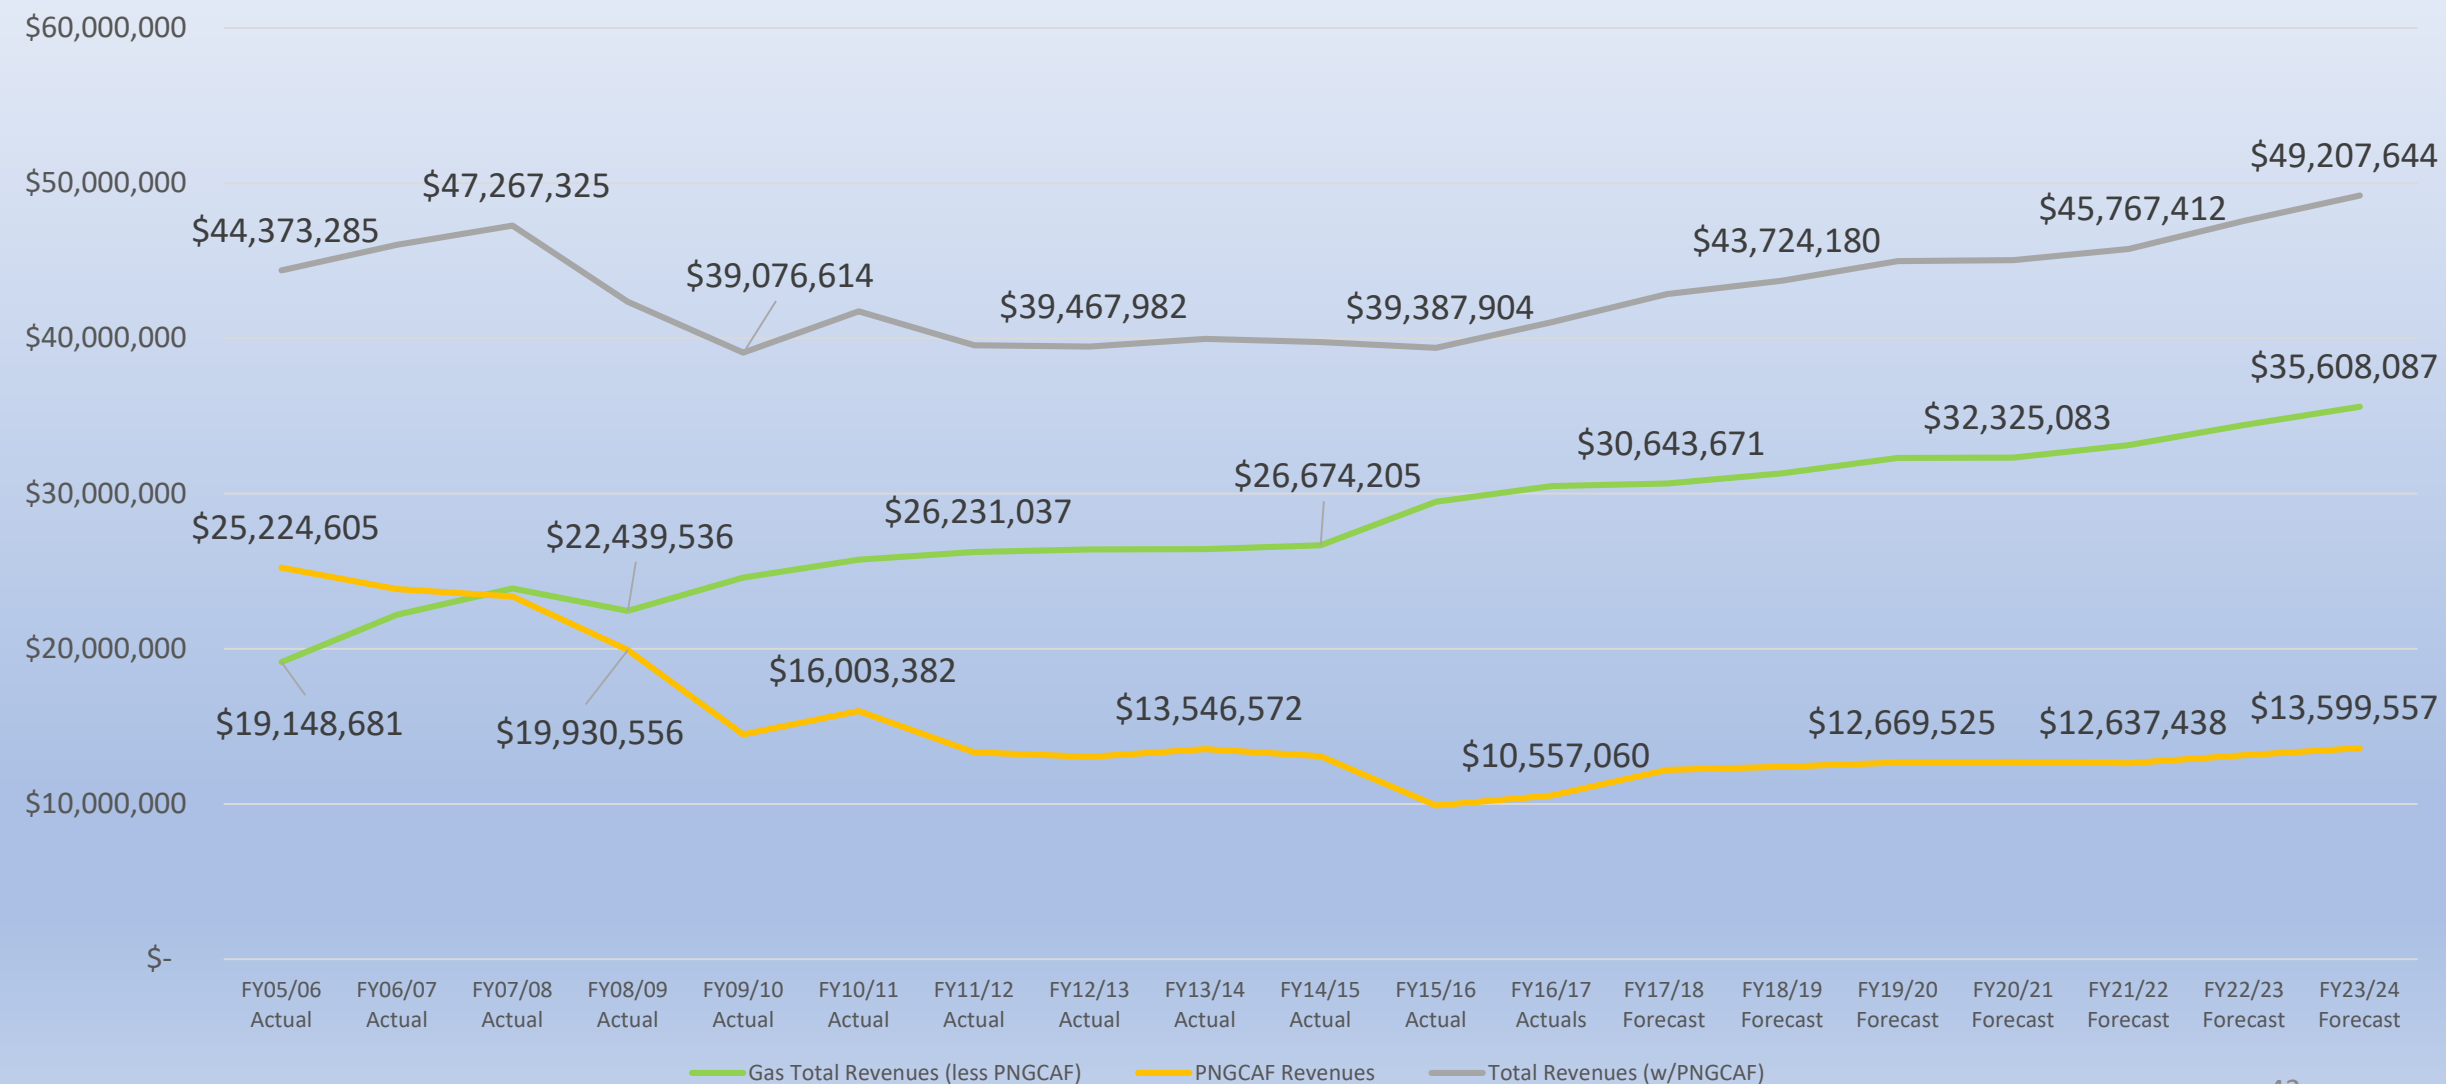 $60,000,000
$50,000,000
$40,000,000
$30,000,000
$20,000,000
$10,000,000
$-
$44,373,285
$47,267,325
$39,076,614
$39,467,982
$39,387,904
$43,724,180
$45,767,412
$49,207,644
$19,148,681
$22,439,536
$26,231,037
$26,674,205
$30,643,671
$32,325,083
$35,608,087
$25,224,605
$19,930,556
$16,003,382
$13,546,572
$10,557,060
$12,669,525
$12,637,438
$13,599,557
FY05/06 Actual
FY06/07 Actual
FY07/08 Actual
FY08/09 Actual
FY09/10 Actual
FY10/11 Actual
FY11/12 Actual
FY12/13 Actual
FY13/14 Actual
FY14/15 Actual
FY15/16 Actual
FY16/17 Actuals
FY17/18 Forecast
FY18/19 Forecast
FY19/20 Forecast
FY20/21 Forecast
FY21/22 Forecast
FY22/23 Forecast
FY23/24 Forecast
Gas Total Revenues (less PNGCAF)
PNGCAF Revenues
Total Revenues (w/PNGCAF)